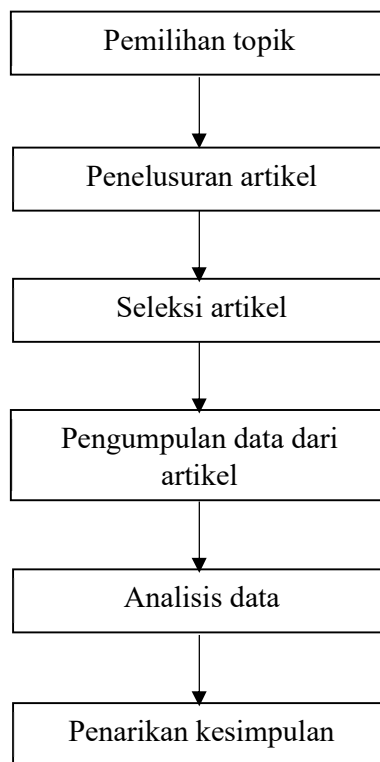 Pemilihan topik
Penelusuran artikel
Seleksi artikel
Pengumpulan data dari
artikel
Analisis data
Penarikan kesimpulan